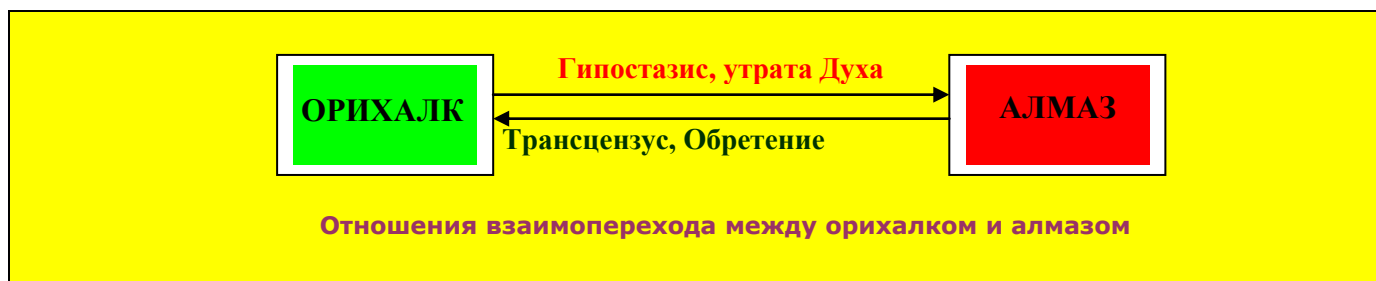 Гипостазис, утрата Духа
ОРИХАЛК
АЛМАЗ
Трансцензус, Обретение
Отношения взаимоперехода между орихалком и алмазом